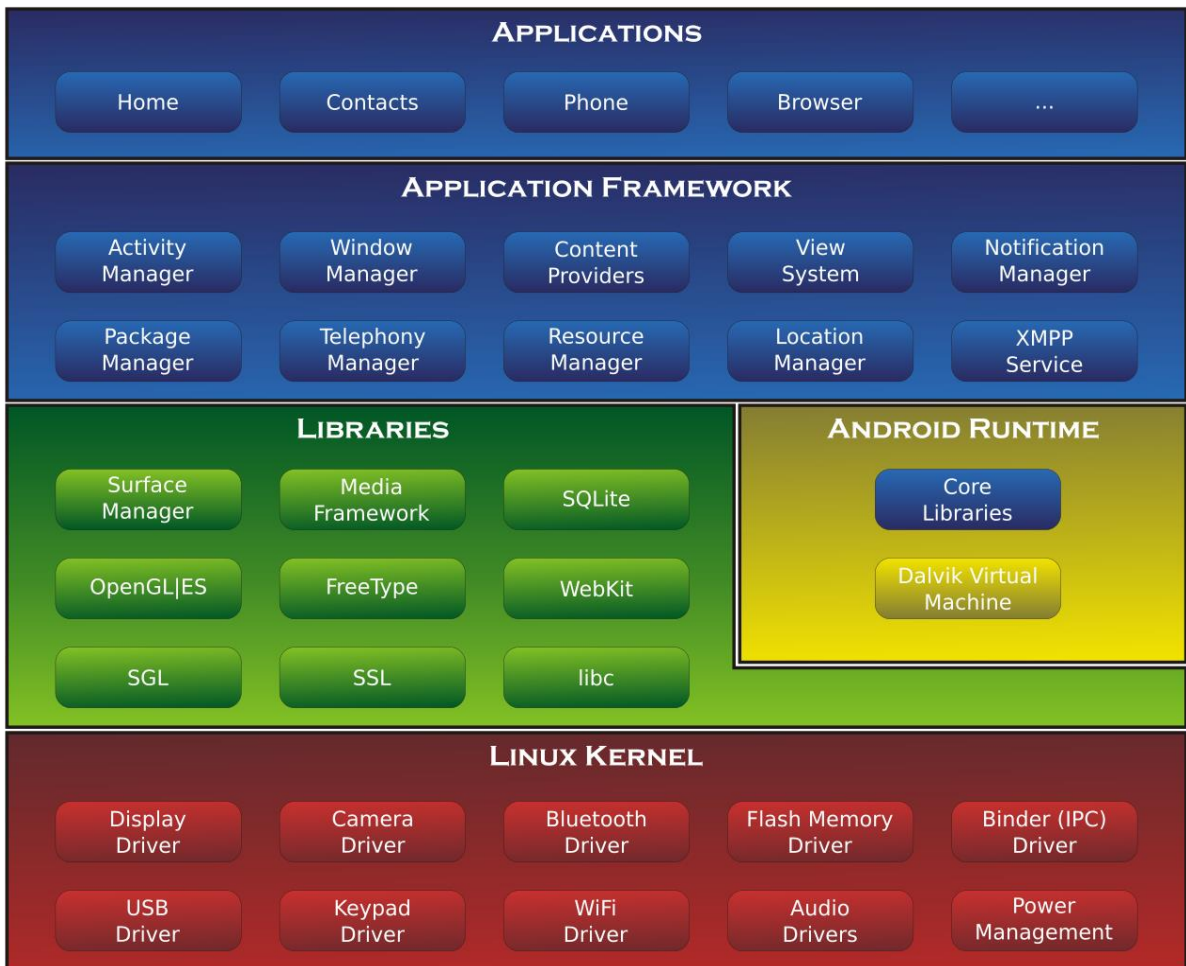 APPLICATIONS
Home
Contacts
Phone
Browser
...
APPLICATION FRAMEWORK
Activity
Manager
Window
Manager
Content
Providers
View
System
Notification
Manager
Package
Manager
Telephony
Manager
Resource
Manager
Location
Manager
XMPP
Service
LIBRARIES
Surface
Manager
Media
Framework
SQLite
OpenGL|ES
FreeType
WebKit
SGL
SSL
libc
ANDROID RUNTIME
Core
Libraries
Dalvik Virtual
Machine
LINUX KERNEL
Display
Driver
Camera
Driver
Bluetooth
Driver
Flash Memory
Driver
Binder (IPC)
Driver
USB
Driver
Keypad
Driver
WiFi
Driver
Audio
Drivers
Power
Management